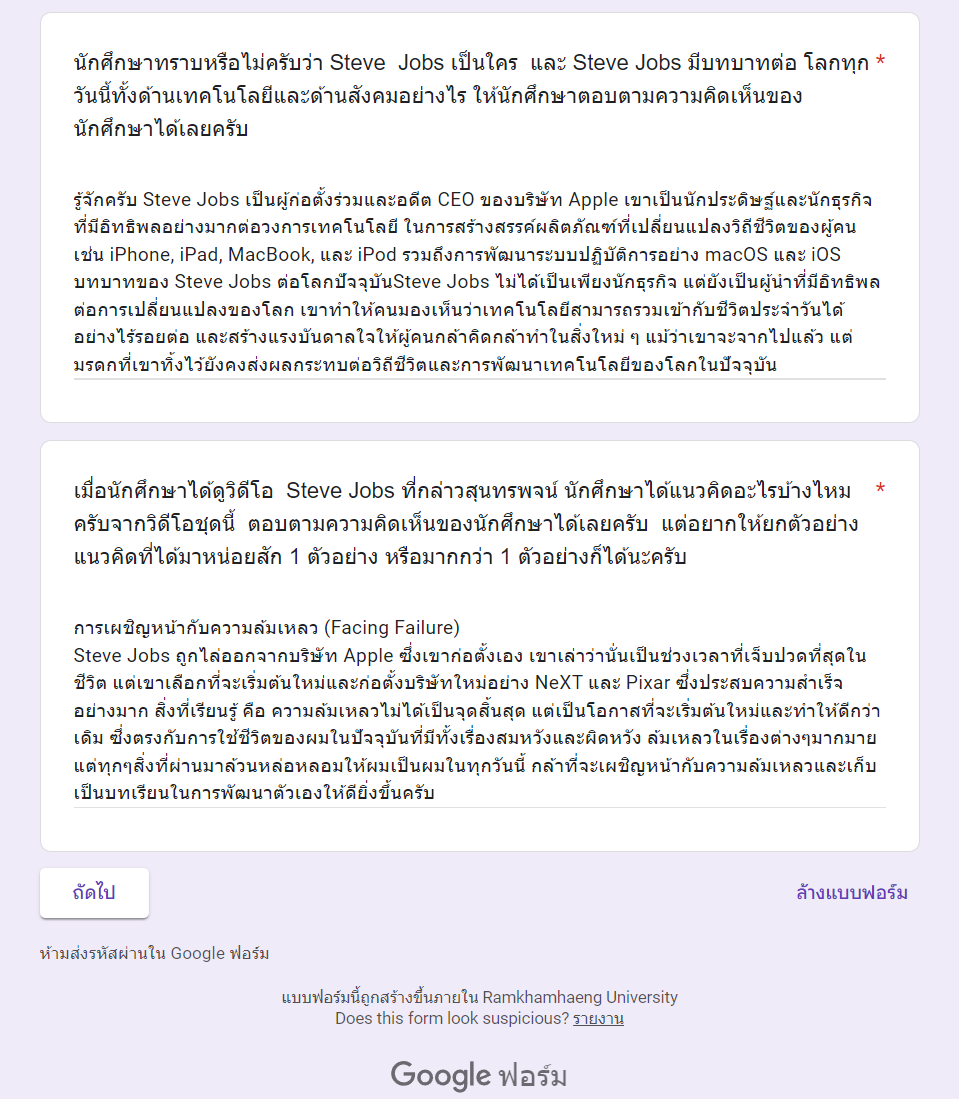 นักศึกษาทราบหรือไม่ครับว่า Steve  Jobs เป็นใคร  และ Steve Jobs มีบทบาทต่อ โลกทุก *
วันนี้ทั้งด้านเทคโนโลยีและด้านสังคมอย่างไร ให้นักศึกษาตอบตามความคิดเห็นของ
นักศึกษาได้เลยครับ
รู้จักครับ Steve Jobs เป็นผู้ก่อตั้งร่วมและอดีต CEO ของบริษัท Apple เขาเป็นนักประดิษฐ์และนักธุรกิจ
ที่มีอิทธิพลอย่างมากต่อวงการเทคโนโลยี ในการสร้างสรรค์ผลิตภัณฑ์ที่เปลี่ยนแปลงวิถีชีวิตของผู้คน
เช่น iPhone, iPad, MacBook, และ iPod รวมถึงการพัฒนาระบบปฏิบัติการอย่าง macOS และ iOS
บทบาทของ Steve Jobs ต่อโลกปัจจุบันSteve Jobs ไม่ได้เป็นเพียงนักธุรกิจ แต่ยังเป็นผู้นำที่มีอิทธิพล
ต่อการเปลี่ยนแปลงของโลก เขาทำให้คนมองเห็นว่าเทคโนโลยีสามารถรวมเข้ากับชีวิตประจำวันได้
อย่างไร้รอยต่อ และสร้างแรงบันดาลใจให้ผู้คนกล้าคิดกล้าทำในสิ่งใหม่ ๆ แม้ว่าเขาจะจากไปแล้ว แต่
มรดกที่เขาทิ้งไว้ยังคงส่งผลกระทบต่อวิถีชีวิตและการพัฒนาเทคโนโลยีของโลกในปัจจุบัน
เมื่อนักศึกษาได้ดูวิดีโอ  Steve Jobs ที่กล่าวสุนทรพจน์ นักศึกษาได้แนวคิดอะไรบ้างไหม *
ครับจากวิดีโอชุดนี้  ตอบตามความคิดเห็นของนักศึกษาได้เลยครับ  แต่อยากให้ยกตัวอย่าง
แนวคิดที่ได้มาหน่อยสัก 1 ตัวอย่าง หรือมากกว่า 1 ตัวอย่างก็ได้นะครับ
การเผชิญหน้ากับความล้มเหลว (Facing Failure)
Steve Jobs ถูกไล่ออกจากบริษัท Apple ซึ่งเขาก่อตั้งเอง เขาเล่าว่านั่นเป็นช่วงเวลาที่เจ็บปวดที่สุดใน
ชีวิต แต่เขาเลือกที่จะเริ่มต้นใหม่และก่อตั้งบริษัทใหม่อย่าง NeXT และ Pixar ซึ่งประสบความสำเร็จ
อย่างมาก สิ่งที่เรียนรู้ คือ ความล้มเหลวไม่ได้เป็นจุดสิ้นสุด แต่เป็นโอกาสที่จะเริ่มต้นใหม่และทำให้ดีกว่า
เดิม ซึ่งตรงกับการใช้ชีวิตของผมในปัจจุบันที่มีทั้งเรื่องสมหวังและผิดหวัง ล้มเหลวในเรื่องต่างๆมากมาย
แต่ทุกๆสิ่งที่ผ่านมาล้วนหล่อหลอมให้ผมเป็นผมในทุกวันนี้ กล้าที่จะเผชิญหน้ากับความล้มเหลวและเก็บ
เป็นบทเรียนในการพัฒนาตัวเองให้ดียิ่งขึ้นครับ
ถัดไป
ล้างแบบฟอร์ม
ห้ามส่งรหัสผ่านใน Google ฟอร์ม
แบบฟอร์มนี้ถูกสร้างขึ้นภายใน Ramkhamhaeng University
Does this form look suspicious? รายงาน
Google ฟอร์ม